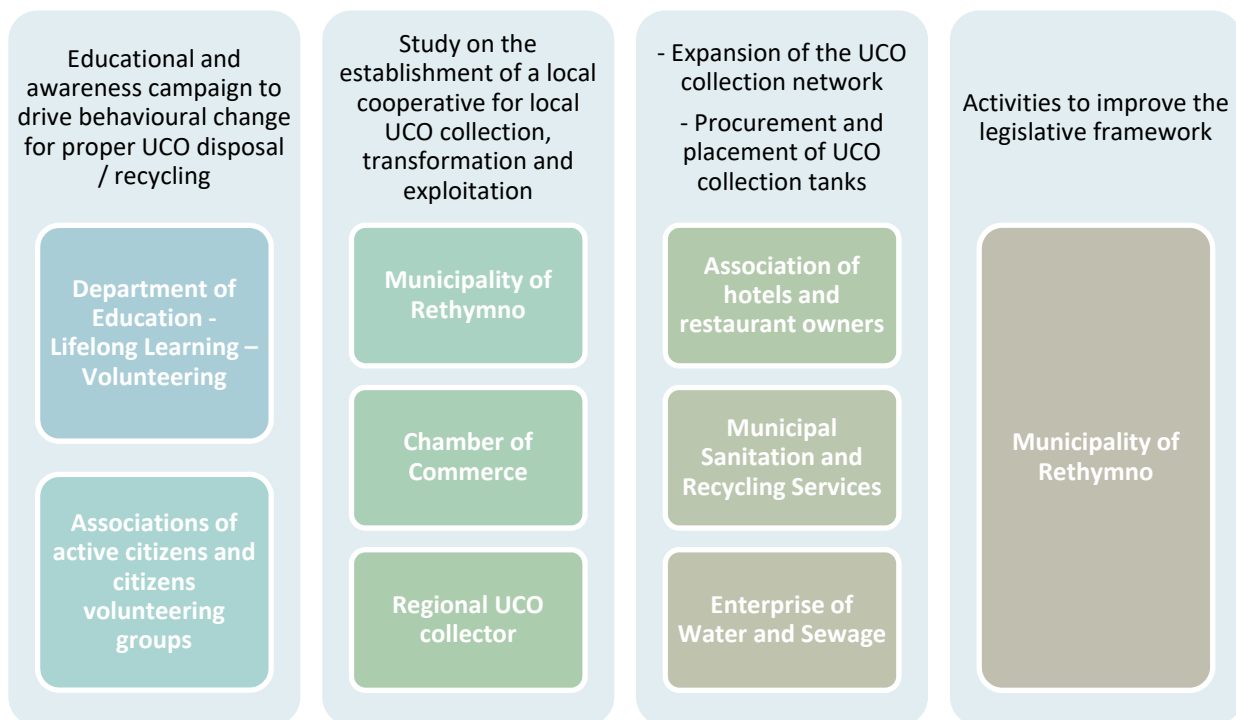 Educational and
awareness campaign to
drive behavioural change
for proper UCO disposal
/ recycling
Department of
Education -
Lifelong Learning –
Volunteering
Associations of
active citizens and
citizens
volunteering
groups
Study on the
establishment of a local
cooperative for local
UCO collection,
transformation and
exploitation
Municipality of
Rethymno
Chamber of
Commerce
Regional UCO
collector
- Expansion of the UCO
collection network
- Procurement and
placement of UCO
collection tanks
Association of
hotels and
restaurant owners
Municipal
Sanitation and
Recycling Services
Enterprise of
Water and Sewage
Activities to improve the
legislative framework
Municipality of
Rethymno